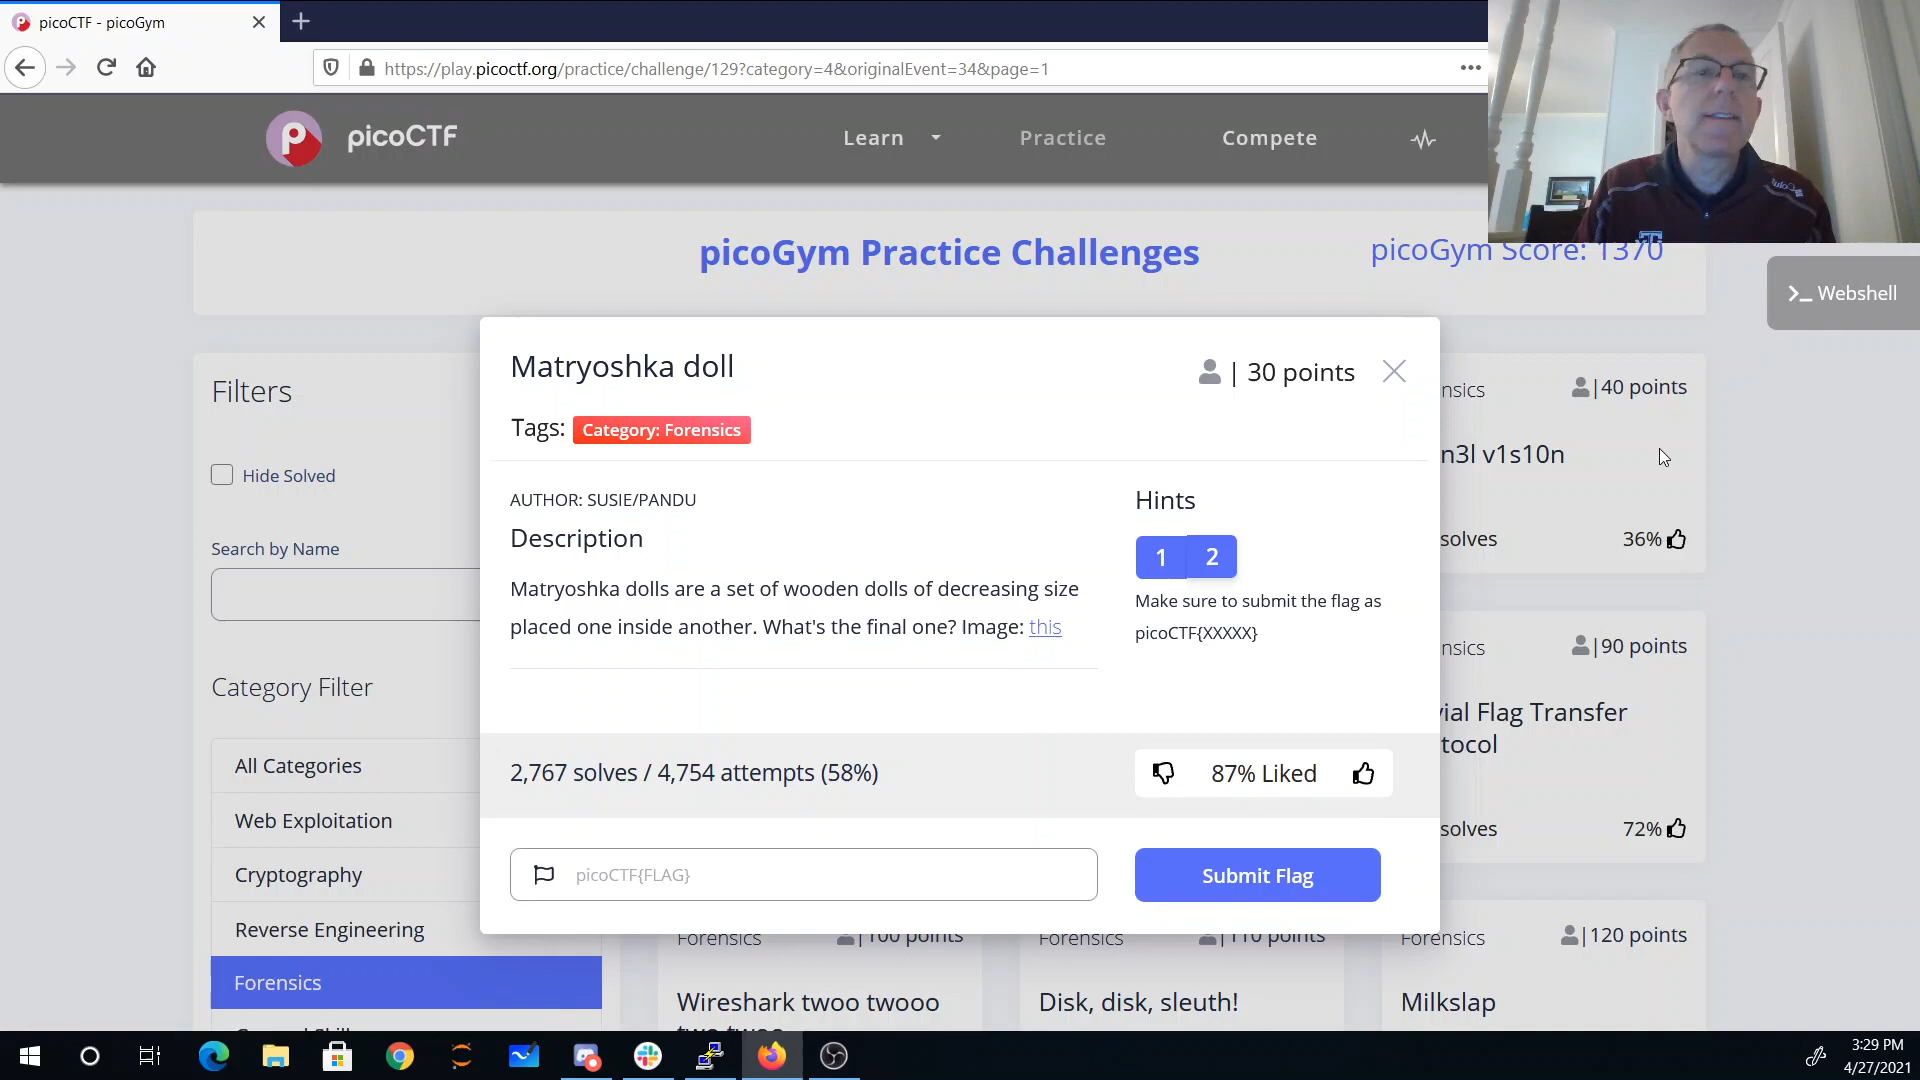 picoCTF - picoGym
https://play.picoctf.org/practice/challenge/129?category=4&originalEvent=34&page=1
picoCTF
Learn
Practice
Compete
picoGym Practice Challenges
picoGym Score: 1370
Webshell
Filters
Hide Solved
Search by Name
Category Filter
All Categories
Web Exploitation
Cryptography
Reverse Engineering
Forensics
Matryoshka doll
| 30 points
Tags: Category: Forensics
AUTHOR: SUSIE/PANDU
Description
Matryoshka dolls are a set of wooden dolls of decreasing size
placed one inside another. What's the final one? Image: this
Hints
1 2
Make sure to submit the flag as
picoCTF{XXXXX}
2,767 solves / 4,754 attempts (58%)
87% Liked
picoCTF{FLAG}
Submit Flag
nsics
|40 points
n3l v1s10n
solves
36%
nsics
|90 points
ial Flag Transfer
tocol
solves
72%
Forensics
|100 points
Wireshark twoo twooo
two twoo
Forensics
|110 points
Disk, disk, sleuth!
Forensics
|120 points
Milkslap
3:29 PM
4/27/2021